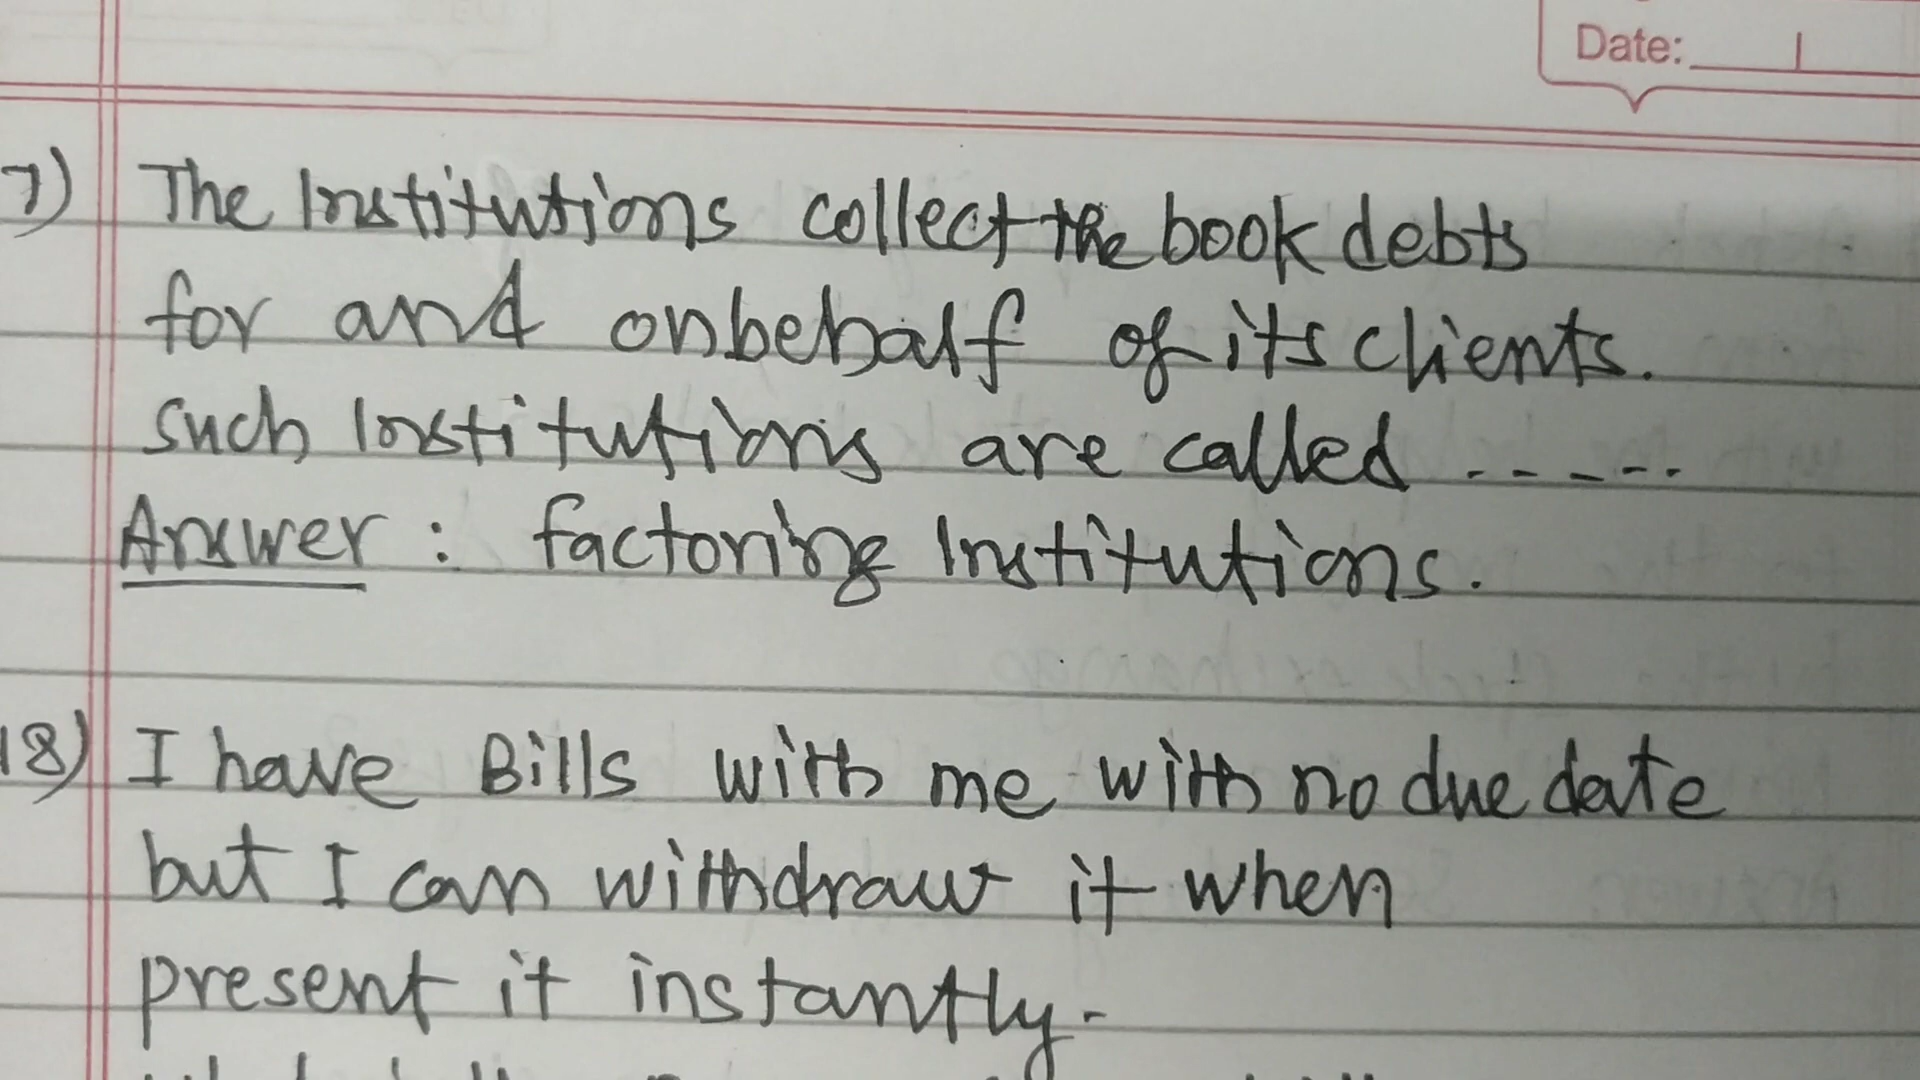 Date:
7) The Institutions collect the book debts
for and onbehalf of its clients.
such Institutions are called ------
Answer : factoring Institutions.
18) I have Bills with me with no due date
but I can withdraw it when
present it instantly.